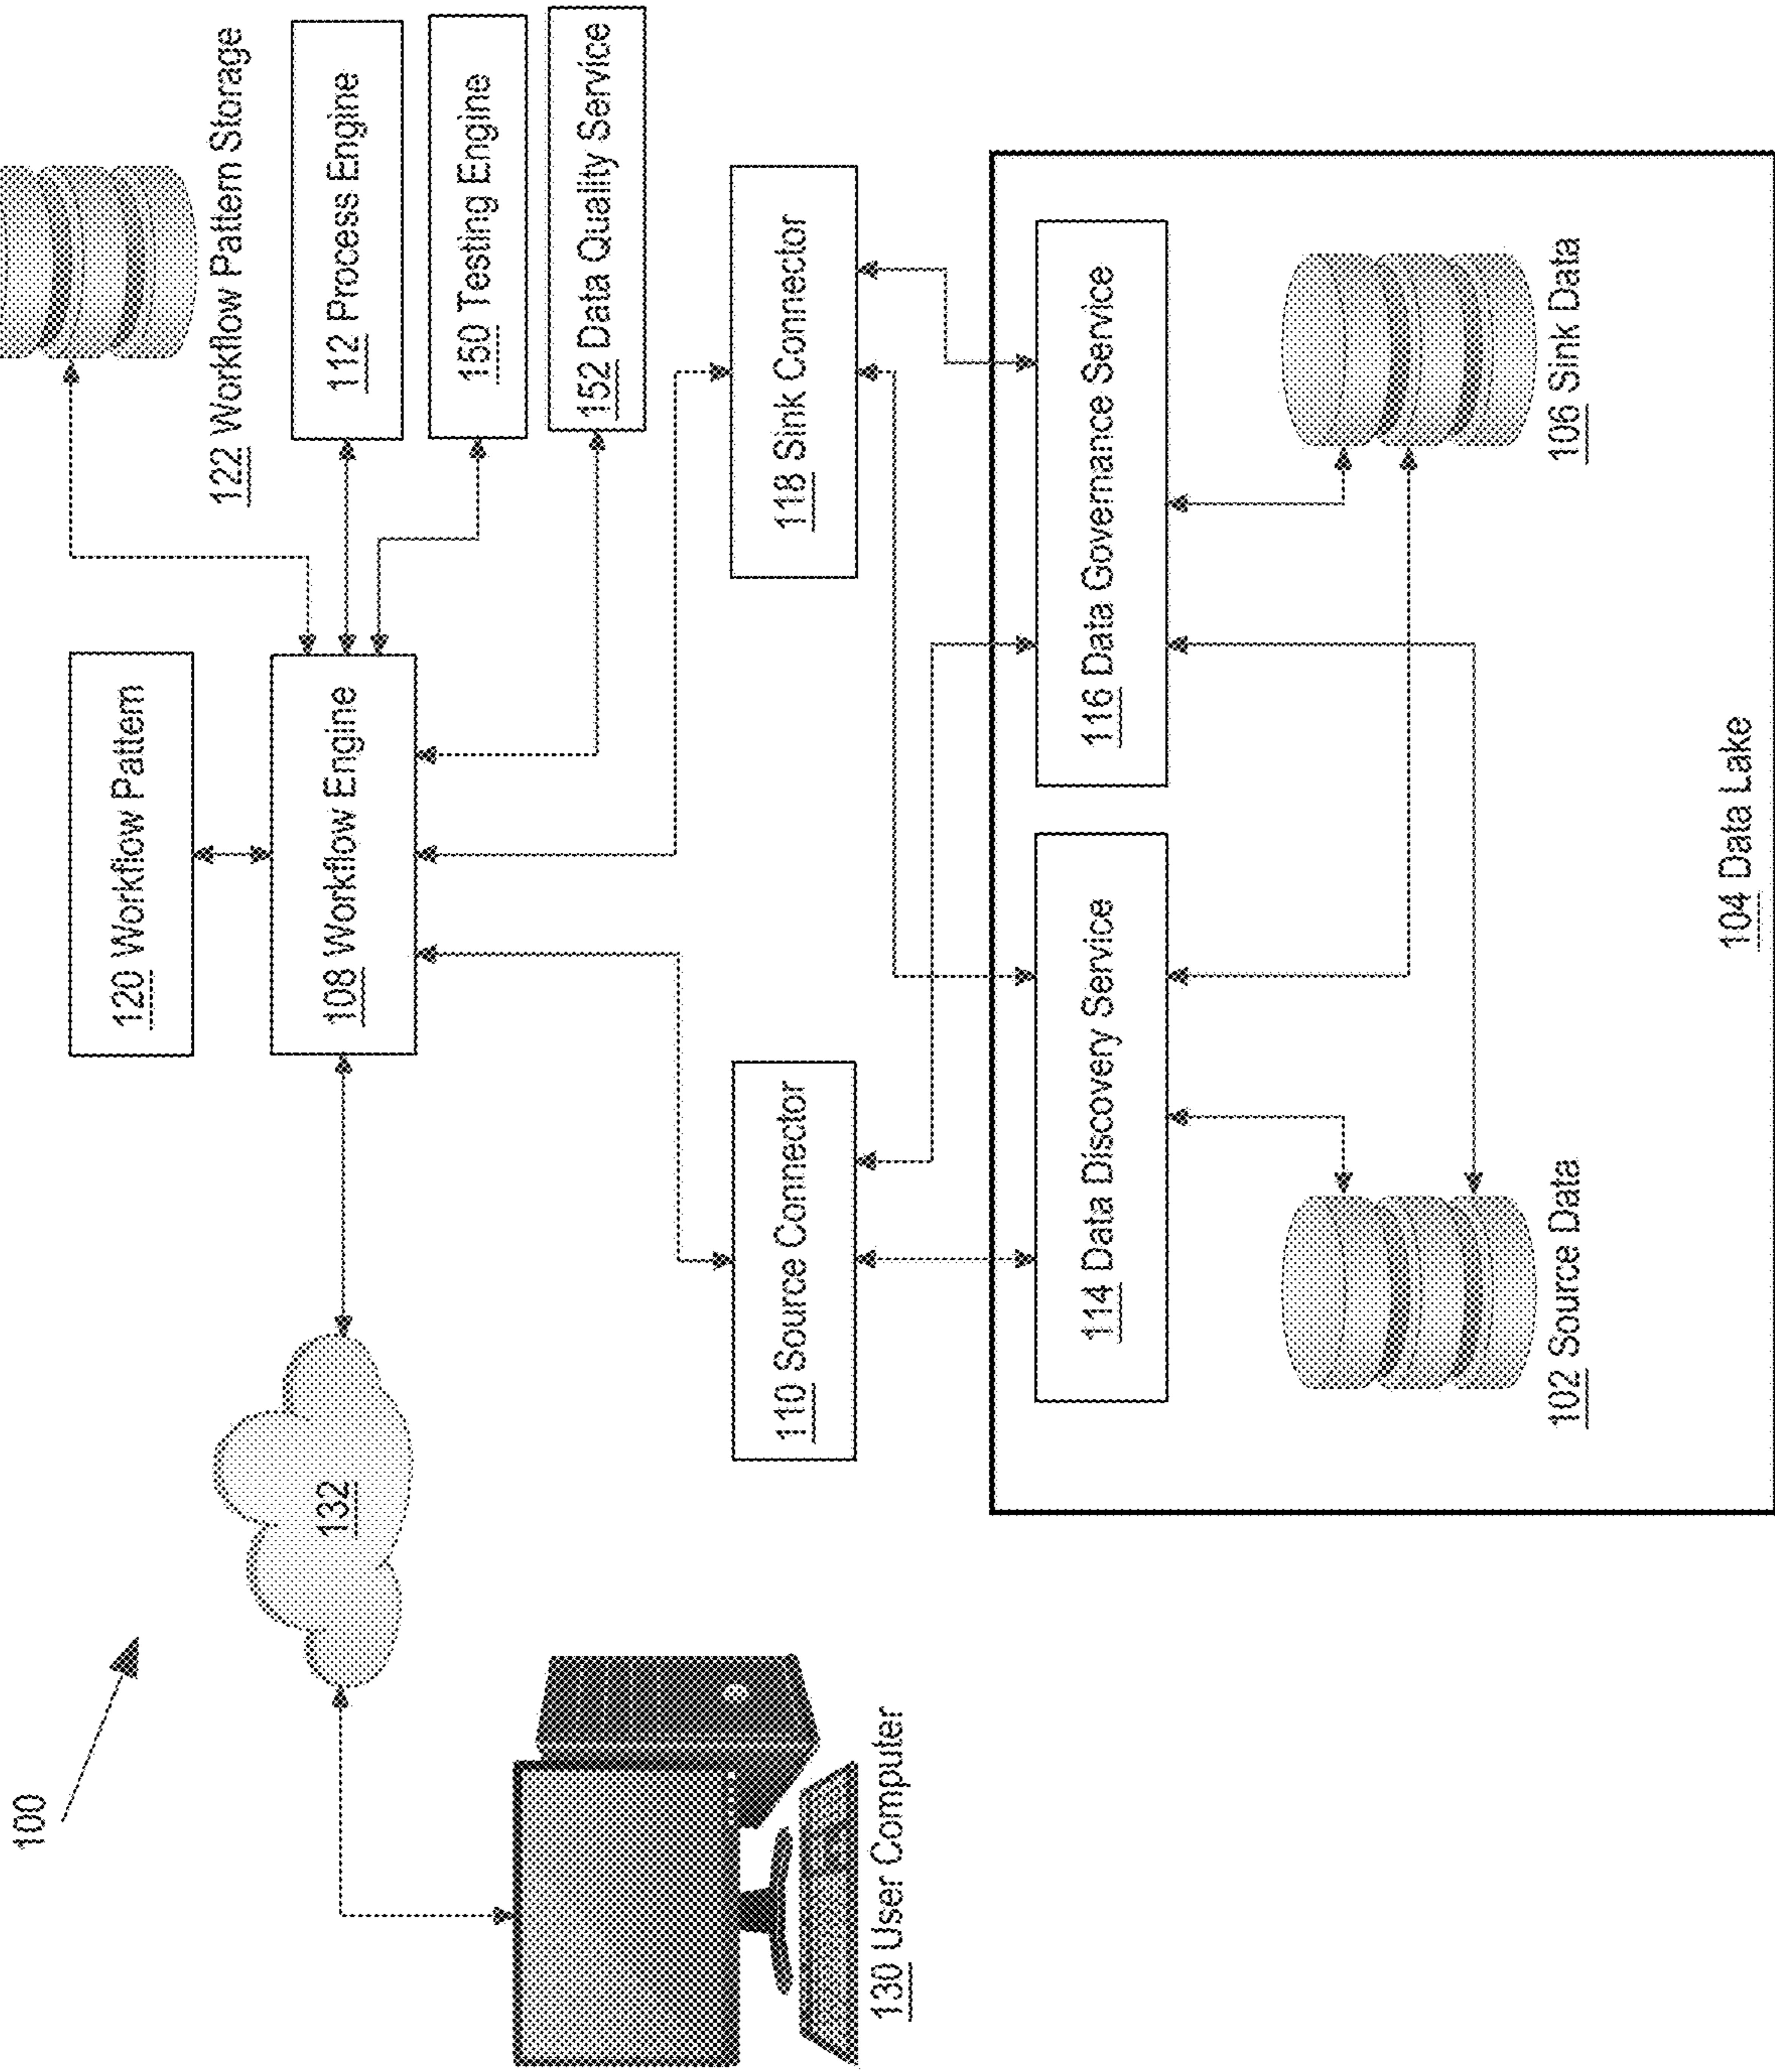 100
132
130 User Computer
120 Workflow Pattern
108 Workflow Engine
122 Workflow Pattern Storage
112 Process Engine
150 Testing Engine
152 Data Quality Service
110 Source Connector
118 Sink Connector
114 Data Discovery Service
116 Data Governance Service
102 Source Data
106 Sink Data
104 Data Lake